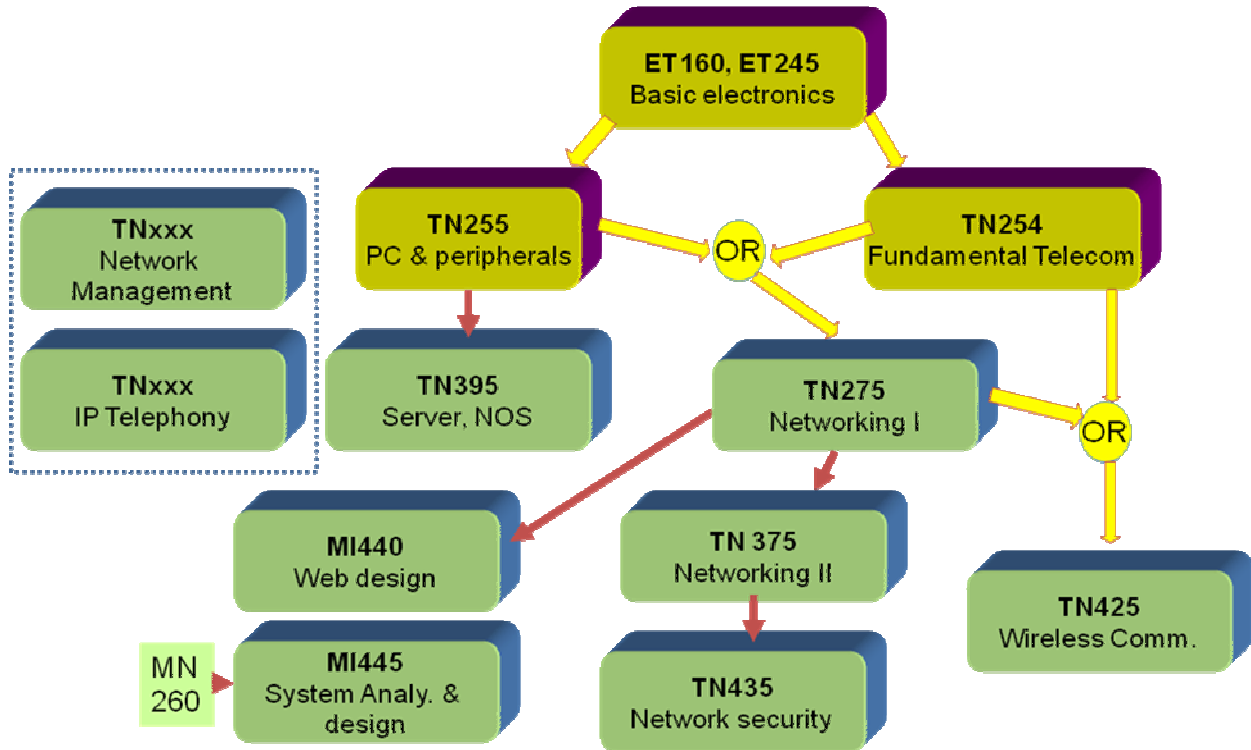 ET160, ET245
Basic electronics
TNxxx
Network
Management
TN255
PC & peripherals
OR
TN254
Fundamental Telecom
TNxxx
IP Telephony
TN395
Server, NOS
TN275
Networking I
OR
MI440
Web design
TN 375
Networking II
TN425
Wireless Comm.
MN
260
MI445
System Analy. &
design
TN435
Network security